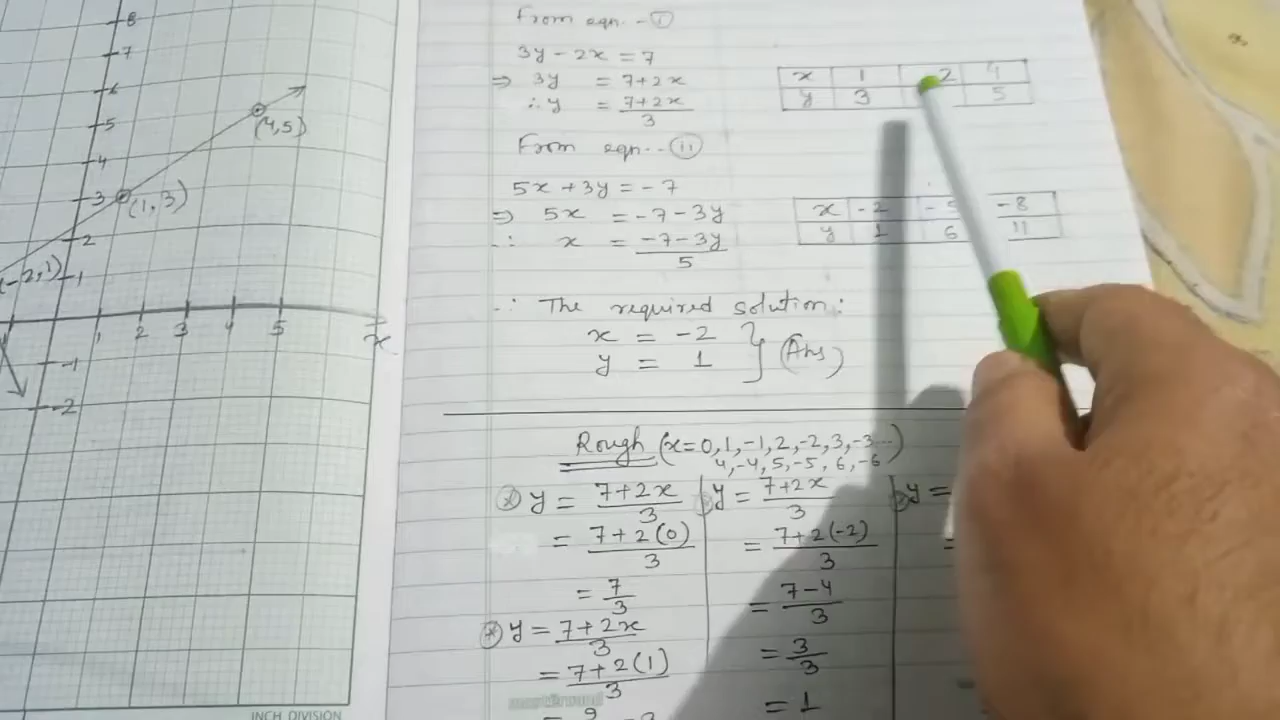 8
7
6
5
(4,5)
4
3
(1,3)
2
(-2,1)
1
1 2 3 4 5
x
-1
-2
INCH DIVISION
From eqn. - (i)
3y - 2x = 7
⇒ 3y = 7+2x
∴ y = 7+2x / 3
x 1 2 4
y 3 5
From eqn. - (ii)
5x + 3y = -7
⇒ 5x = -7 - 3y
∴ x = -7 - 3y / 5
x -2 -5 -8
y 1 6 11
∴ The required solution:
x = -2
y = 1 } (Ans)
Rough (x=0,1,-1,2,-2,3,-3...)
4,-4,5,-5,6,-6
y = 7+2x / 3
= 7+2(0) / 3
= 7/3
y = 7+2x / 3
= 7+2(1) / 3
y = 7+2x / 3
= 7+2(-2) / 3
= 7-4 / 3
= 3/3
= 1
y =